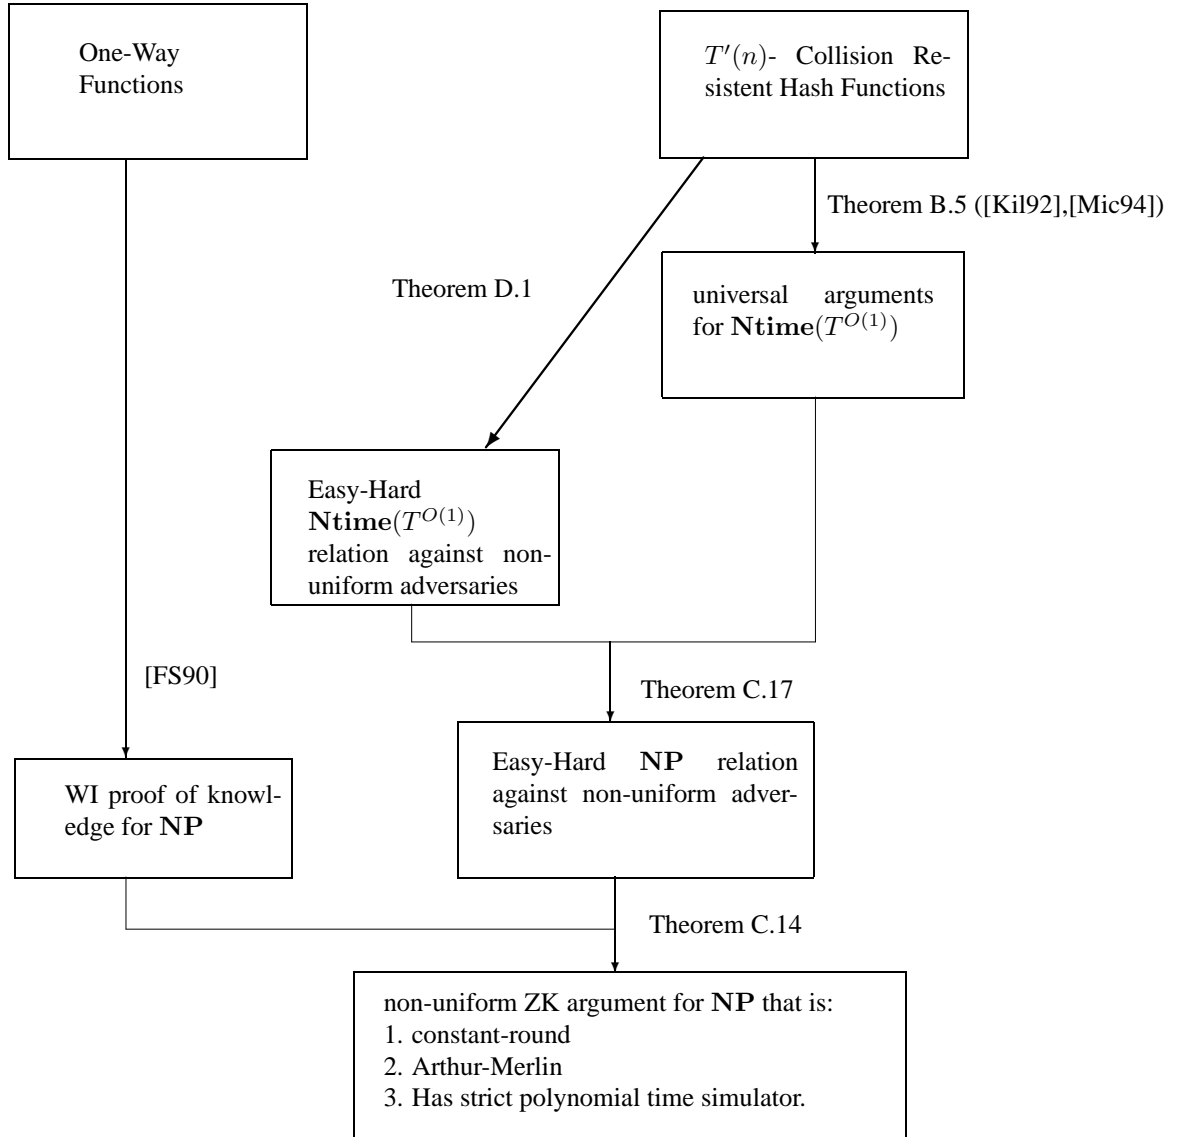 One-Way
Functions
T′(n)- Collision Re-
sistent Hash Functions
Theorem B.5 ([Kil92],[Mic94])
Theorem D.1
universal arguments
for Ntime(T^{O(1)})
Easy-Hard
Ntime(T^{O(1)})
relation against non-
uniform adversaries
[FS90]
Theorem C.17
WI proof of knowl-
edge for NP
Easy-Hard NP relation
against non-uniform adver-
saries
Theorem C.14
non-uniform ZK argument for NP that is:
1. constant-round
2. Arthur-Merlin
3. Has strict polynomial time simulator.